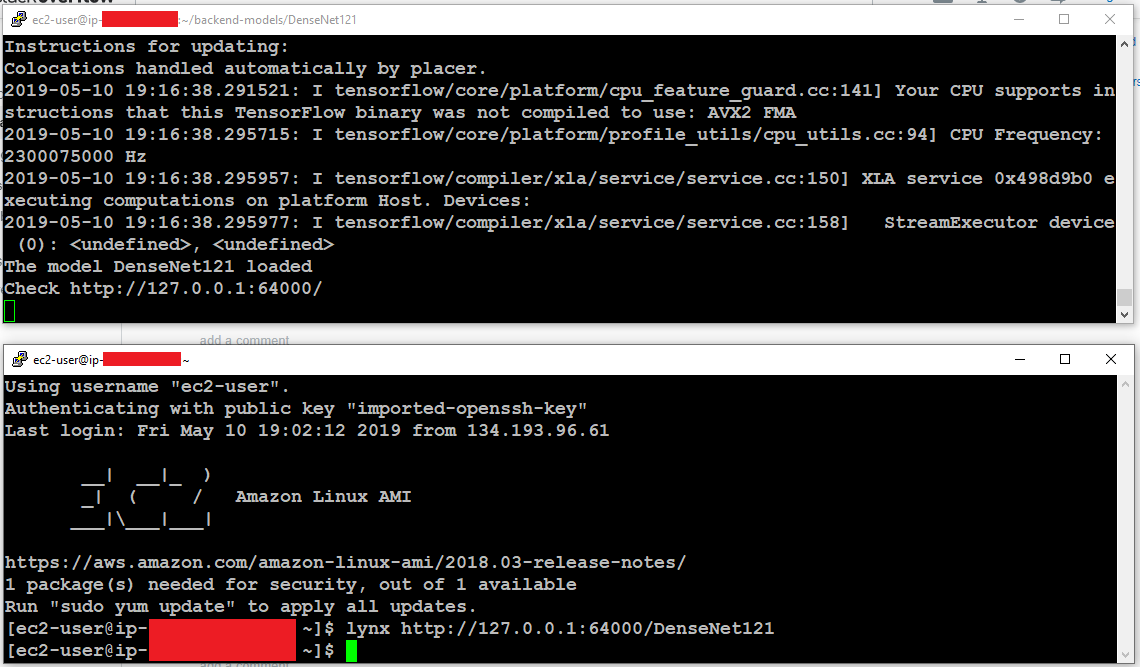 ec2-user@ip- :~/backend-models/DenseNet121
Instructions for updating:
Colocations handled automatically by placer.
2019-05-10 19:16:38.291521: I tensorflow/core/platform/cpu_feature_guard.cc:141] Your CPU supports in
structions that this TensorFlow binary was not compiled to use: AVX2 FMA
2019-05-10 19:16:38.295715: I tensorflow/core/platform/profile_utils/cpu_utils.cc:94] CPU Frequency:
2300075000 Hz
2019-05-10 19:16:38.295957: I tensorflow/compiler/xla/service/service.cc:150] XLA service 0x498d9b0 e
xecuting computations on platform Host. Devices:
2019-05-10 19:16:38.295977: I tensorflow/compiler/xla/service/service.cc:158]   StreamExecutor device
 (0): <undefined>, <undefined>
The model DenseNet121 loaded
Check http://127.0.0.1:64000/
add a comment
ec2-user@ip- ~
Using username "ec2-user".
Authenticating with public key "imported-openssh-key"
Last login: Fri May 10 19:02:12 2019 from 134.193.96.61
       __|  __|_  )
       _|  (     /   Amazon Linux AMI
      ___|\___|___|
https://aws.amazon.com/amazon-linux-ami/2018.03-release-notes/
1 package(s) needed for security, out of 1 available
Run "sudo yum update" to apply all updates.
[ec2-user@ip- ~]$ lynx http://127.0.0.1:64000/DenseNet121
[ec2-user@ip- ~]$
add a comment